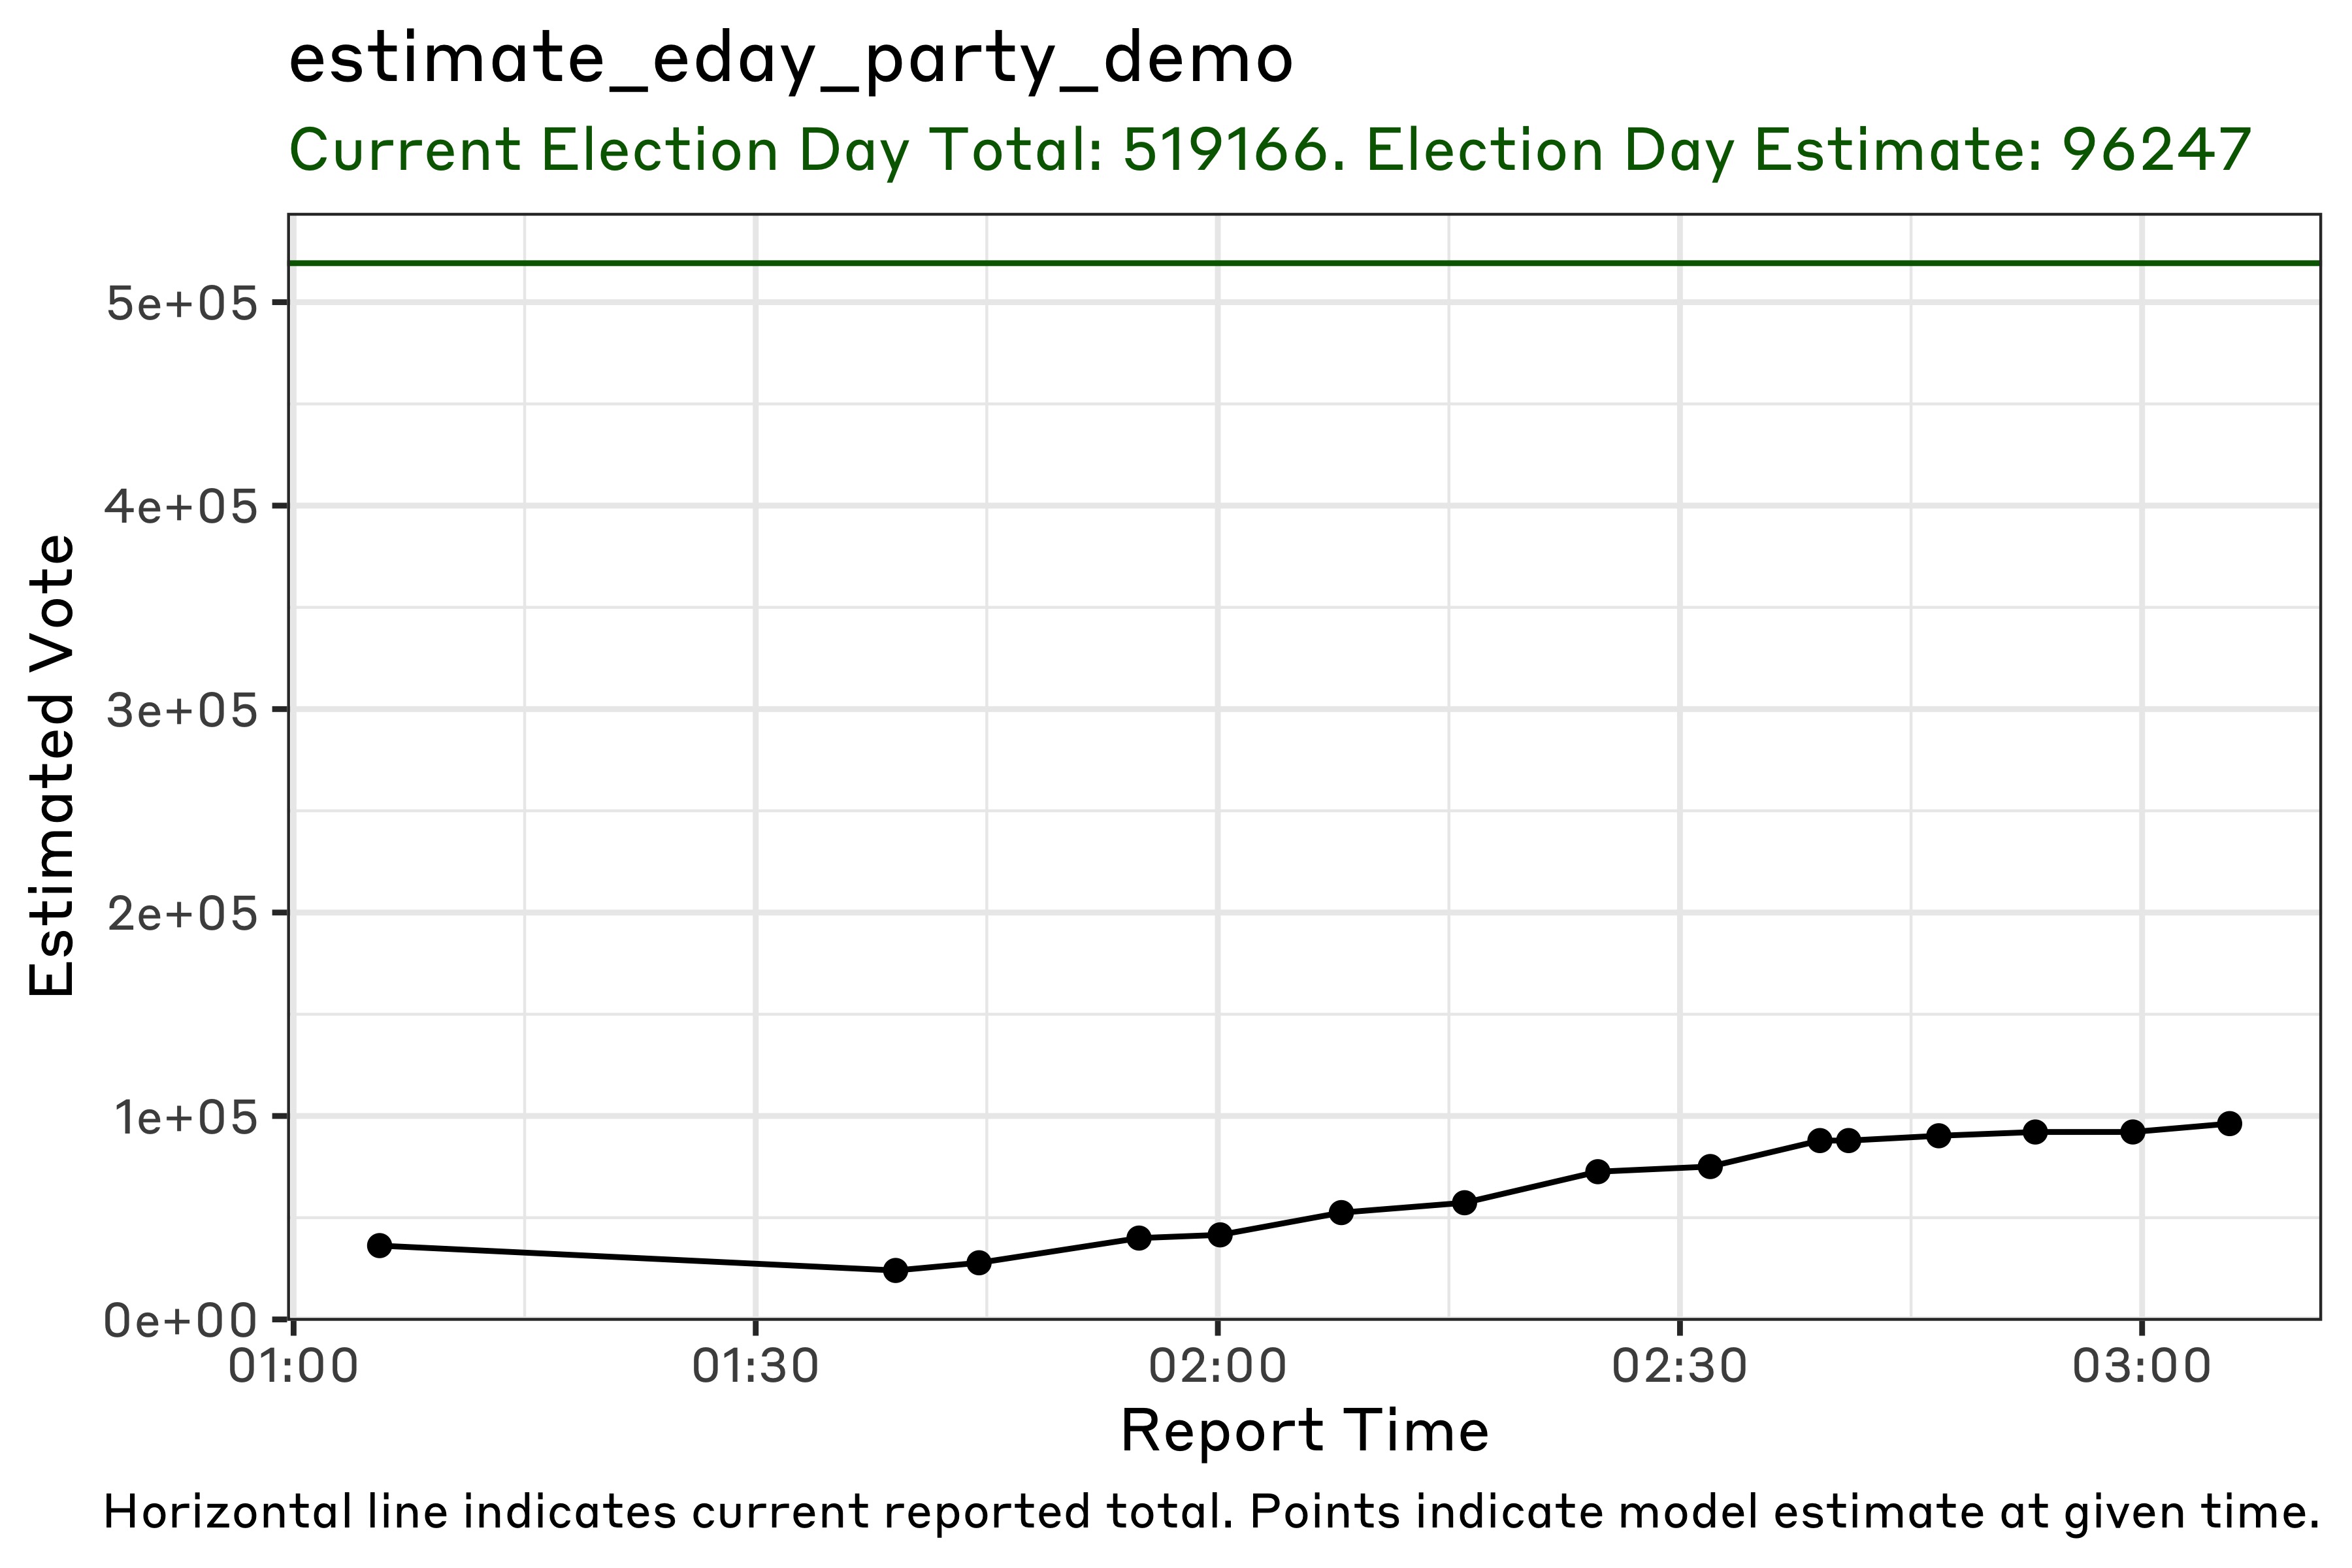 estimate_eday_party_demo
Current Election Day Total: 519166. Election Day Estimate: 96247
Estimated Vote
5e+05
4e+05
3e+05
2e+05
1e+05
0e+00
01:00 01:30 02:00 02:30 03:00
Report Time
Horizontal line indicates current reported total. Points indicate model estimate at given time.